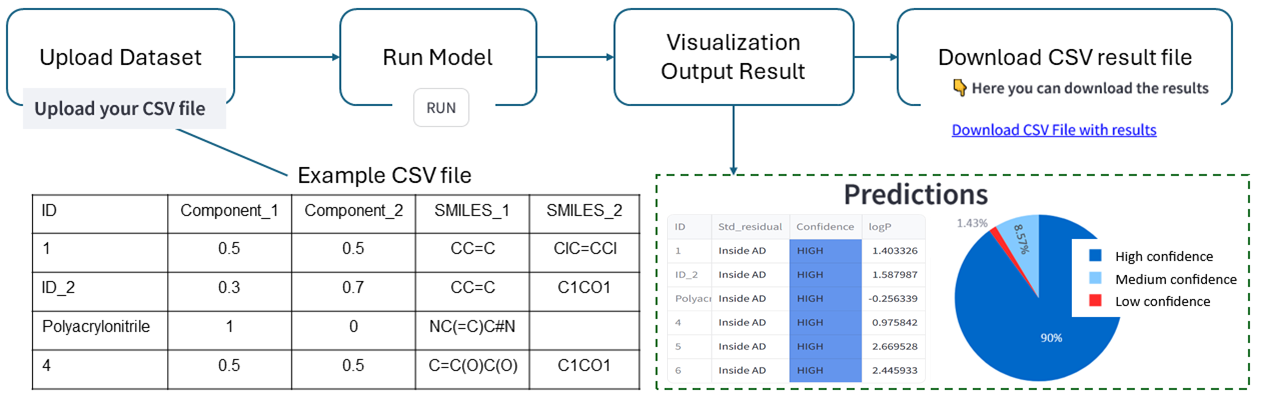 Upload Dataset
Upload your CSV file
Run Model
RUN
Visualization
Output Result
Download CSV result file
👇 Here you can download the results
Download CSV File with results
Example CSV file
ID Component_1 Component_2 SMILES_1 SMILES_2
1 0.5 0.5 CC=C ClC=CCl
ID_2 0.3 0.7 CC=C C1CO1
Polyacrylonitrile 1 0 NC(=C)C#N
4 0.5 0.5 C=C(O)C(O) C1CO1
Predictions
ID Std_residual Confidence logP
1 Inside AD HIGH 1.403326
ID_2 Inside AD HIGH 1.587987
Polyacr Inside AD HIGH -0.256339
4 Inside AD HIGH 0.975842
5 Inside AD HIGH 2.669528
6 Inside AD HIGH 2.445933
1.43%
8.57%
90%
High confidence
Medium confidence
Low confidence